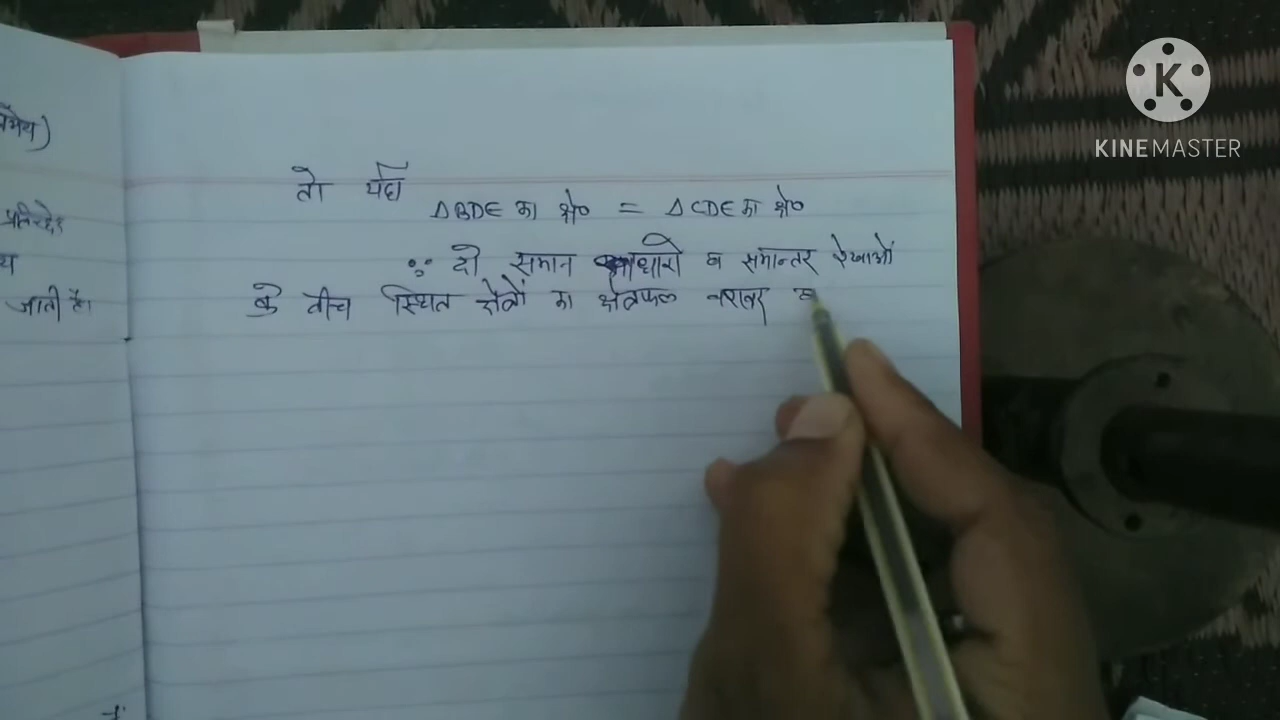 तो यदि
ΔBDE का क्षे० = ΔCDE का क्षे०
∵ दो समान आधारों व समान्तर रेखाओं
के बीच स्थित क्षेत्रों का क्षेत्रफल बराबर
जाती है।
K
KINEMASTER